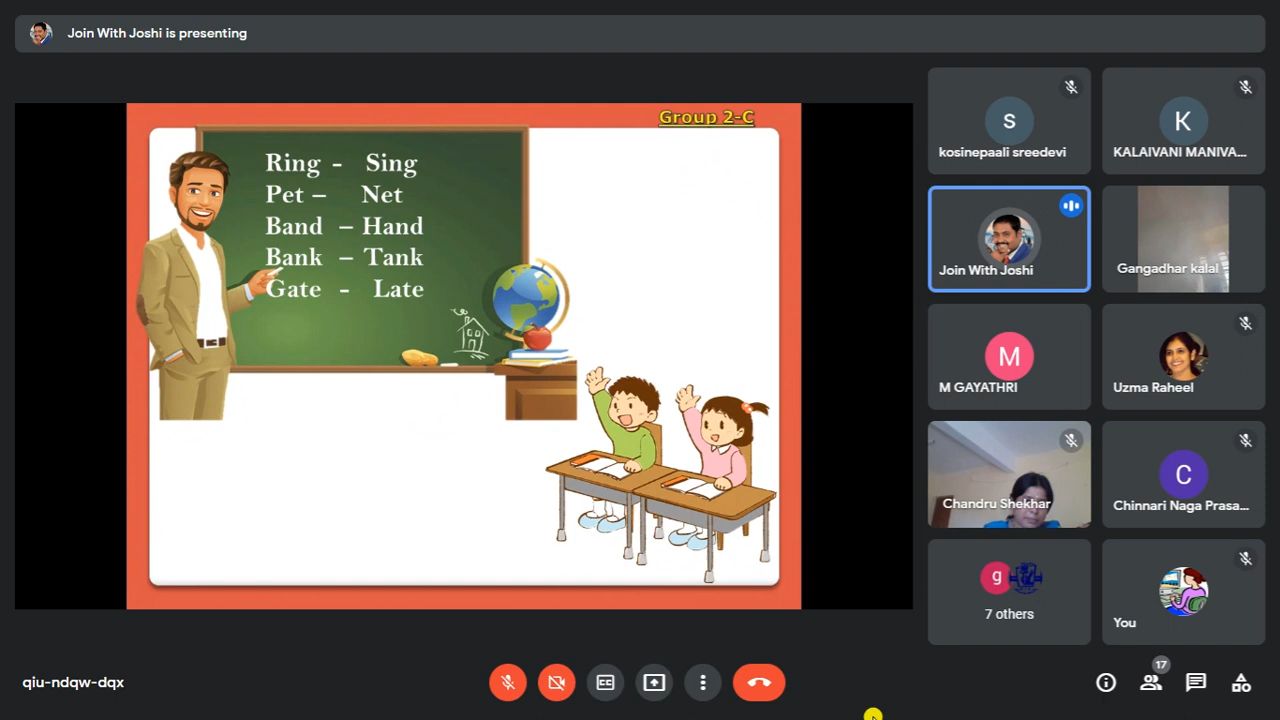 Join With Joshi is presenting
Group 2-C
Ring - Sing
Pet – Net
Band – Hand
Bank – Tank
Gate - Late
s
kosinepaali sreedevi
K
KALAIVANI MANIVA...
Join With Joshi
Gangadhar kalal
M
M GAYATHRI
Uzma Raheel
Chandru Shekhar
C
Chinnari Naga Prasa...
g
7 others
You
qiu-ndqw-dqx
CC
17